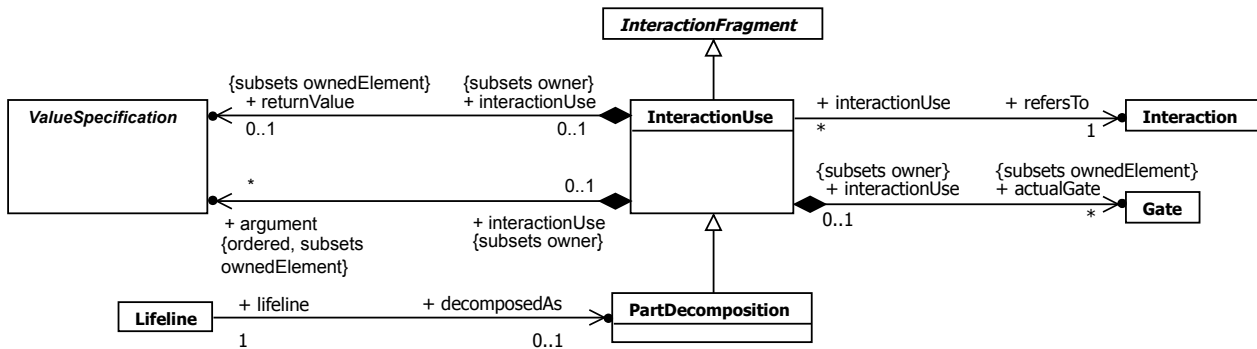 InteractionFragment
{subsets ownedElement}
+ returnValue
0..1
{subsets owner}
+ interactionUse
0..1
ValueSpecification
InteractionUse
+ interactionUse
*
+ refersTo
1
Interaction
*
+ argument
{ordered, subsets
ownedElement}
0..1
+ interactionUse
{subsets owner}
{subsets owner}
+ interactionUse
0..1
{subsets ownedElement}
+ actualGate
*
Gate
Lifeline
+ lifeline
1
+ decomposedAs
0..1
PartDecomposition